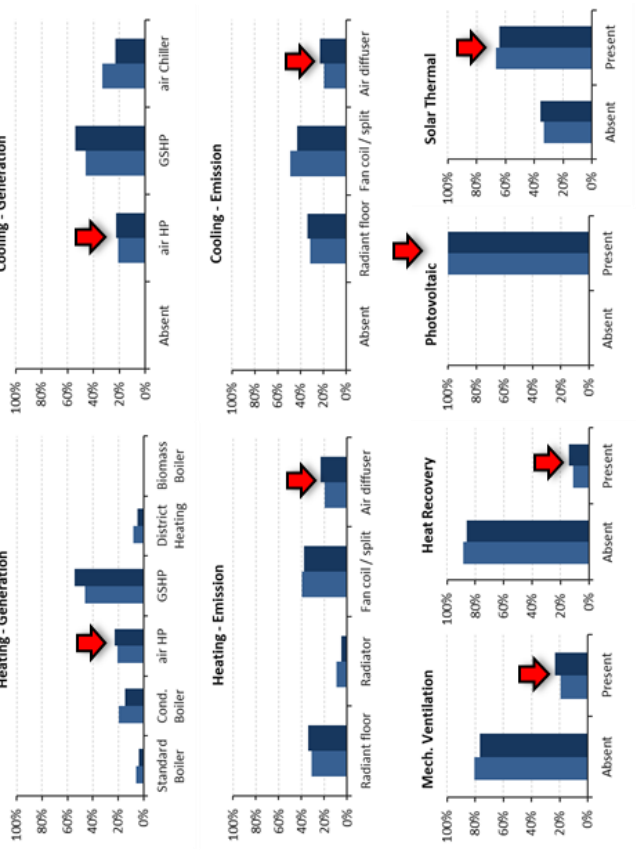 Heating - Generation
100%
80%
60%
40%
20%
0%
Standard
Boiler
Cond.
Boiler
air HP
GSHP
District
Heating
Biomass
Boiler
Cooling - Generation
100%
80%
60%
40%
20%
0%
Absent
air HP
GSHP
air Chiller
Heating - Emission
100%
80%
60%
40%
20%
0%
Radiant floor
Radiator
Fan coil / split
Air diffuser
Cooling - Emission
100%
80%
60%
40%
20%
0%
Absent
Radiant floor
Fan coil / split
Air diffuser
Mech. Ventilation
100%
80%
60%
40%
20%
0%
Absent
Present
Heat Recovery
100%
80%
60%
40%
20%
0%
Absent
Present
Photovoltaic
100%
80%
60%
40%
20%
0%
Absent
Present
Solar Thermal
100%
80%
60%
40%
20%
0%
Absent
Present